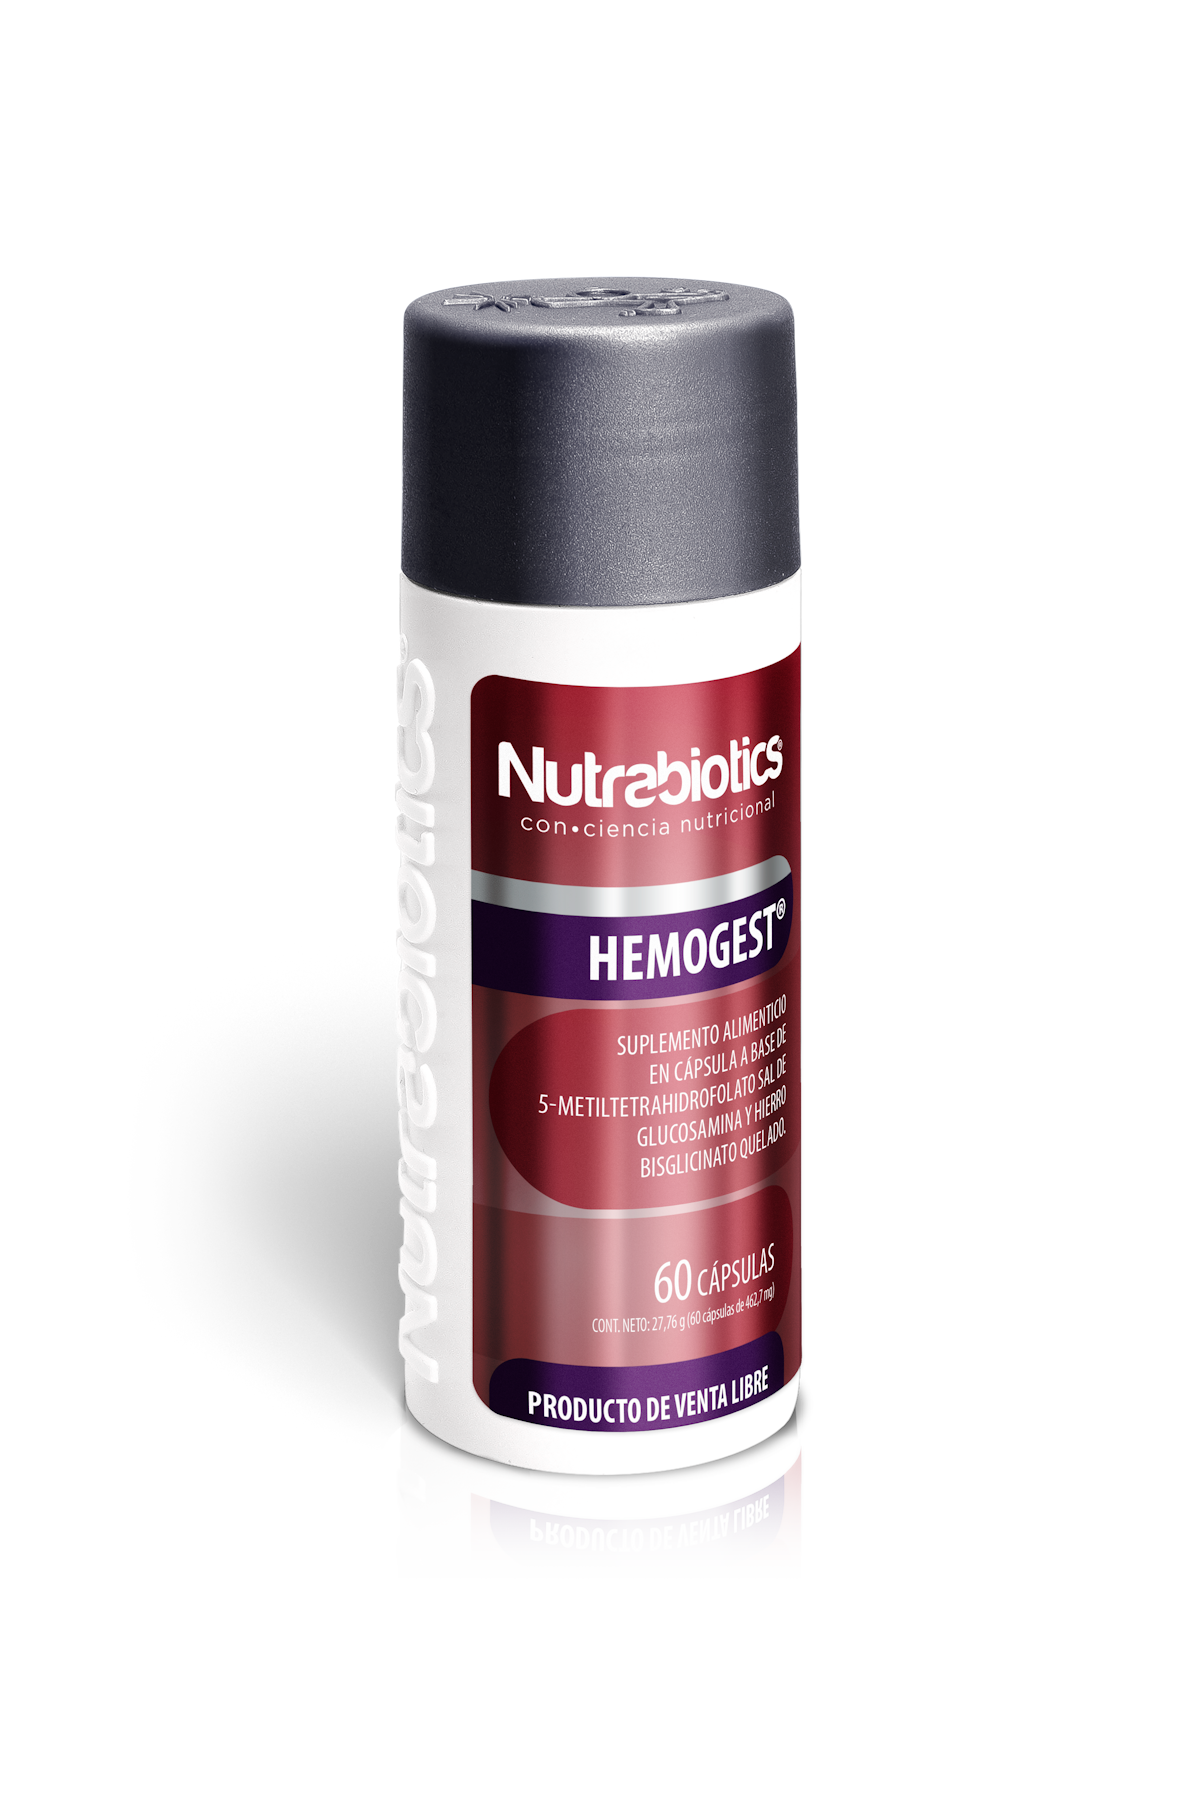 Nutrabiotics®
con•ciencia nutricional
HEMOGEST®
SUPLEMENTO ALIMENTICIO
EN CÁPSULA A BASE DE
5-METILTETRAHIDROFOLATO SAL DE
GLUCOSAMINA Y HIERRO
BISGLICINATO QUELADO.
60 CÁPSULAS
CONT. NETO: 27,76 g (60 cápsulas de 462,7 mg)
PRODUCTO DE VENTA LIBRE
Nutrabiotics®